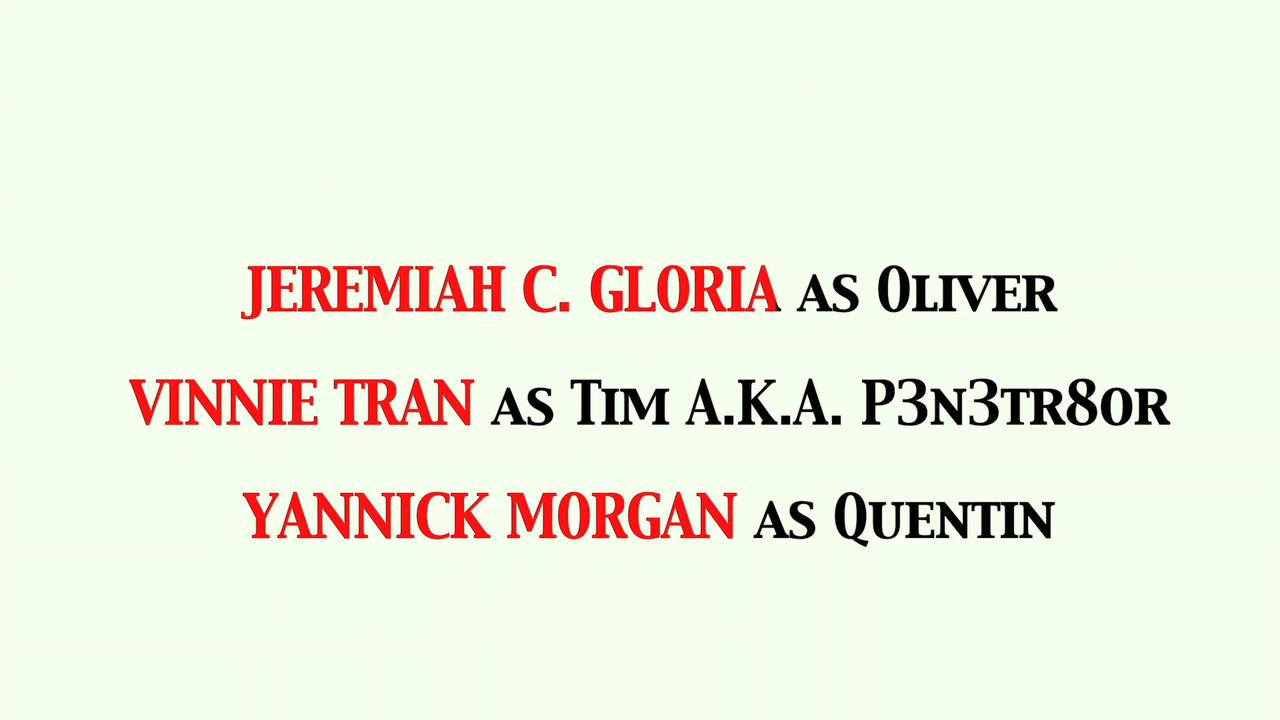 JEREMIAH C. GLORIA AS OLIVER
VINNIE TRAN AS TIM A.K.A. P3N3TR8OR
YANNICK MORGAN AS QUENTIN